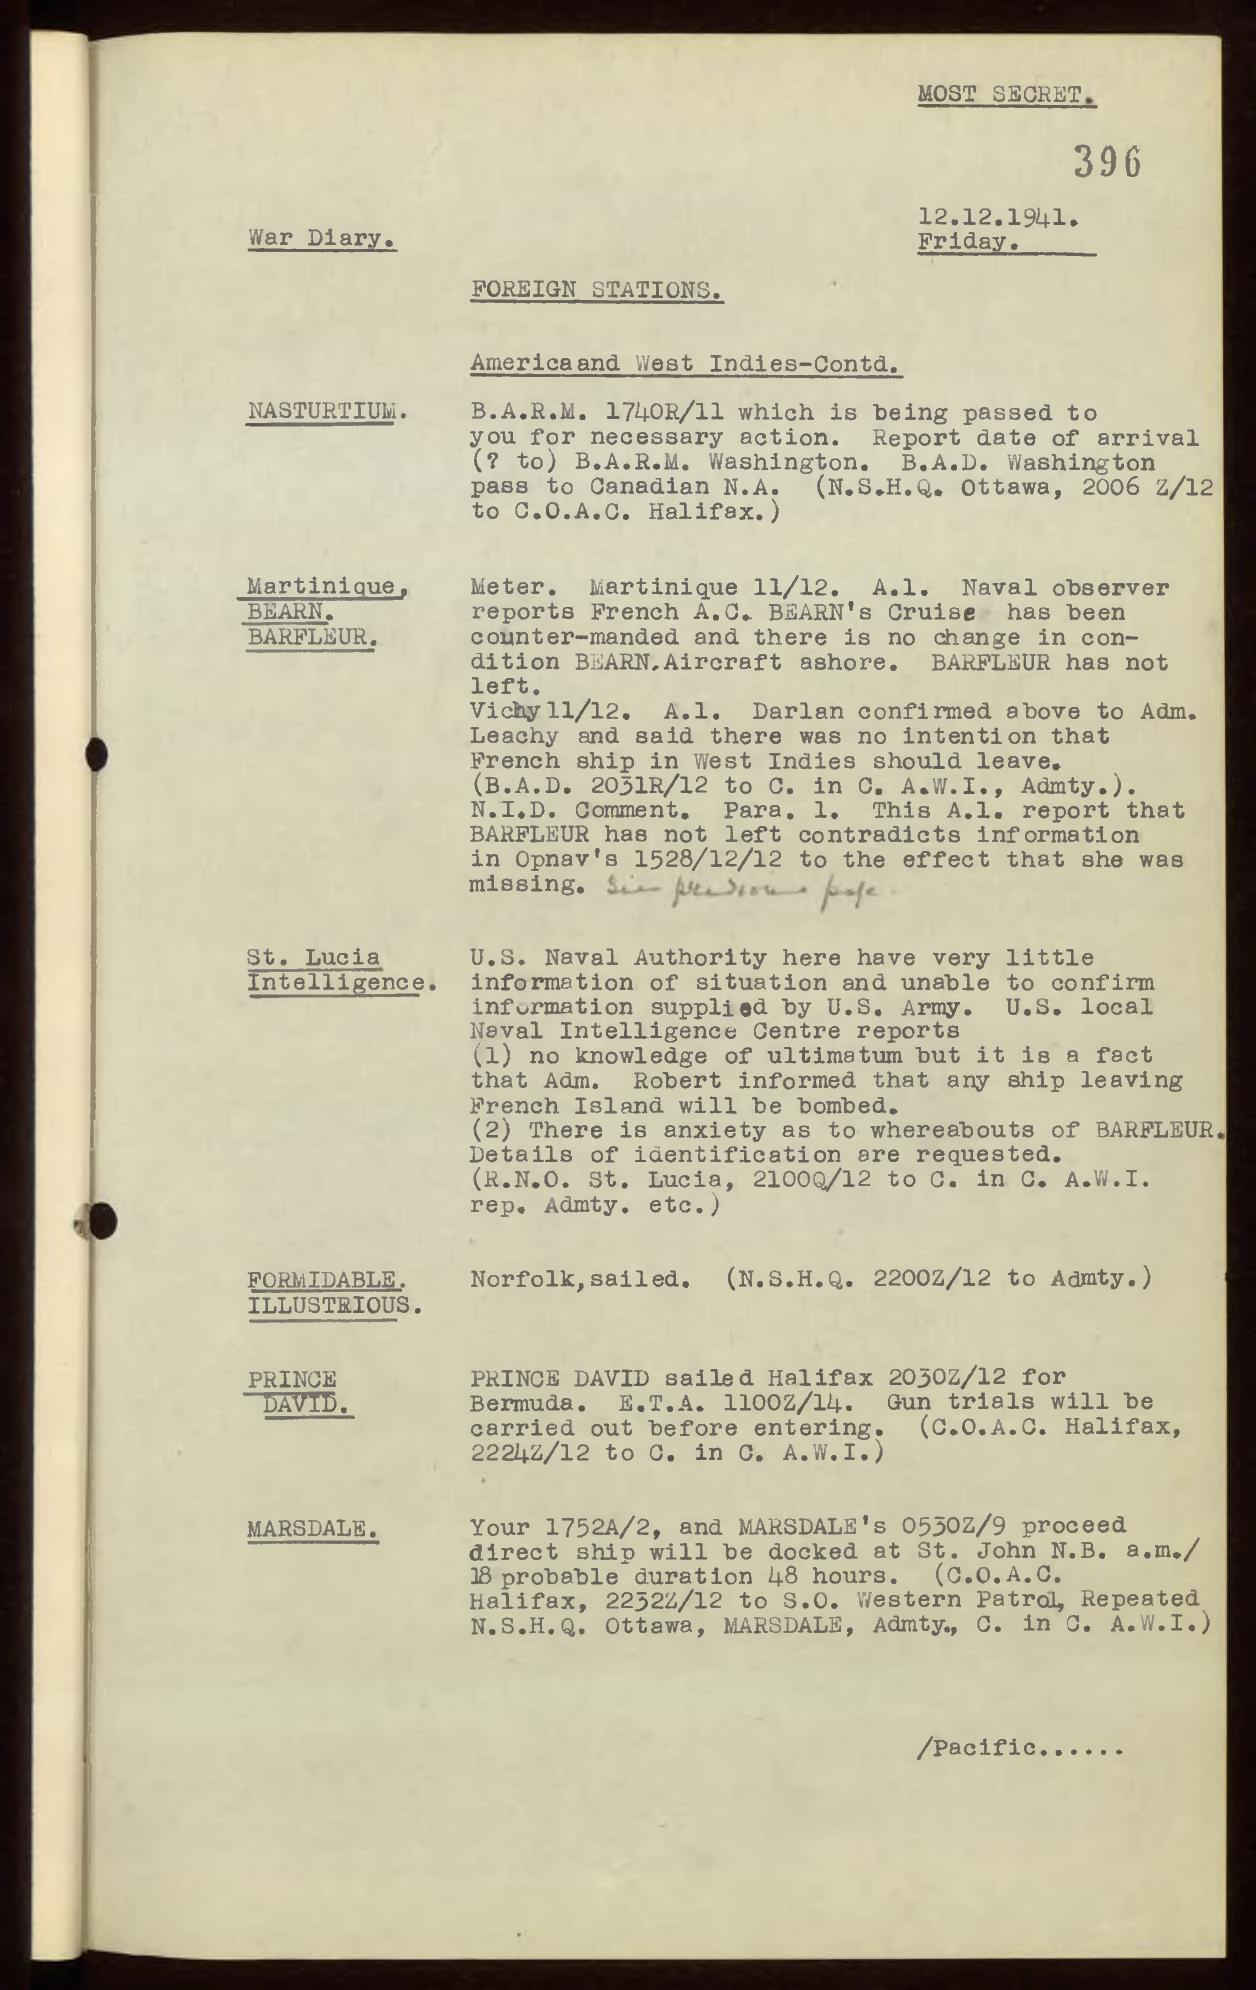 MOST SECRET.
396
12.12.1941.
War Diary.
Friday.
FOREIGN STATIONS.
America and West Indies-Contd.
NASTURTIUM.
B.A.R.M. 1740R/11 which is being passed to
you for necessary action. Report date of arrival
(? to) B.A.R.M. Washington. B.A.D. Washington
pass to Canadian N.A. (N.S.H.Q. Ottawa, 2006 Z/12
to C.O.A.C. Halifax.)
Martinique,
BEARN.
BARFLEUR.
Meter. Martinique 11/12. A.1. Naval observer
reports French A.C. BEARN's Cruise has been
counter-manded and there is no change in con-
dition BEARN, Aircraft ashore. BARFLEUR has not
left.
Vichy 11/12. A.1. Darlan confirmed above to Adm.
Leachy and said there was no intention that
French ship in West Indies should leave.
(B.A.D. 2031R/12 to C. in C. A.W.I., Admty.).
N.I.D. Comment. Para. 1. This A.1. report that
BARFLEUR has not left contradicts information
in Opnav's 1528/12/12 to the effect that she was
missing. See previous page
St. Lucia
Intelligence.
U.S. Naval Authority here have very little
information of situation and unable to confirm
information supplied by U.S. Army. U.S. local
Naval Intelligence Centre reports
(1) no knowledge of ultimatum but it is a fact
that Adm. Robert informed that any ship leaving
French Island will be bombed.
(2) There is anxiety as to whereabouts of BARFLEUR.
Details of identification are requested.
(R.N.O. St. Lucia, 2100Q/12 to C. in C. A.W.I.
rep. Admty. etc.)
FORMIDABLE.
ILLUSTRIOUS.
Norfolk, sailed. (N.S.H.Q. 2200Z/12 to Admty.)
PRINCE
DAVID.
PRINCE DAVID sailed Halifax 2030Z/12 for
Bermuda. E.T.A. 1100Z/14. Gun trials will be
carried out before entering. (C.O.A.C. Halifax,
2224Z/12 to C. in C. A.W.I.)
MARSDALE.
Your 1752A/2, and MARSDALE's 0530Z/9 proceed
direct ship will be docked at St. John N.B. a.m./
18 probable duration 48 hours. (C.O.A.C.
Halifax, 2232Z/12 to S.O. Western Patrol, Repeated
N.S.H.Q. Ottawa, MARSDALE, Admty., C. in C. A.W.I.)
/Pacific......